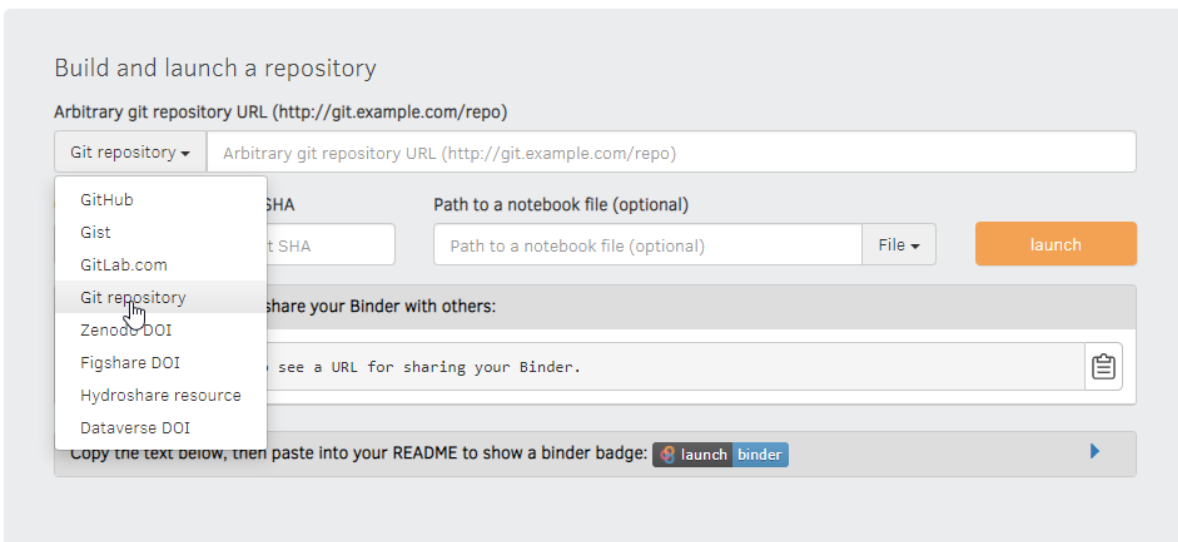 Build and launch a repository
Arbitrary git repository URL (http://git.example.com/repo)
Git repository Arbitrary git repository URL (http://git.example.com/repo)
GitHub
Gist
GitLab.com
Git repository
Zenodo DOI
Figshare DOI
Hydroshare resource
Dataverse DOI
SHA Path to a notebook file (optional)
SHA Path to a notebook file (optional) File launch
share your Binder with others:
see a URL for sharing your Binder.
Copy the text below, then paste into your README to show a binder badge: launch binder